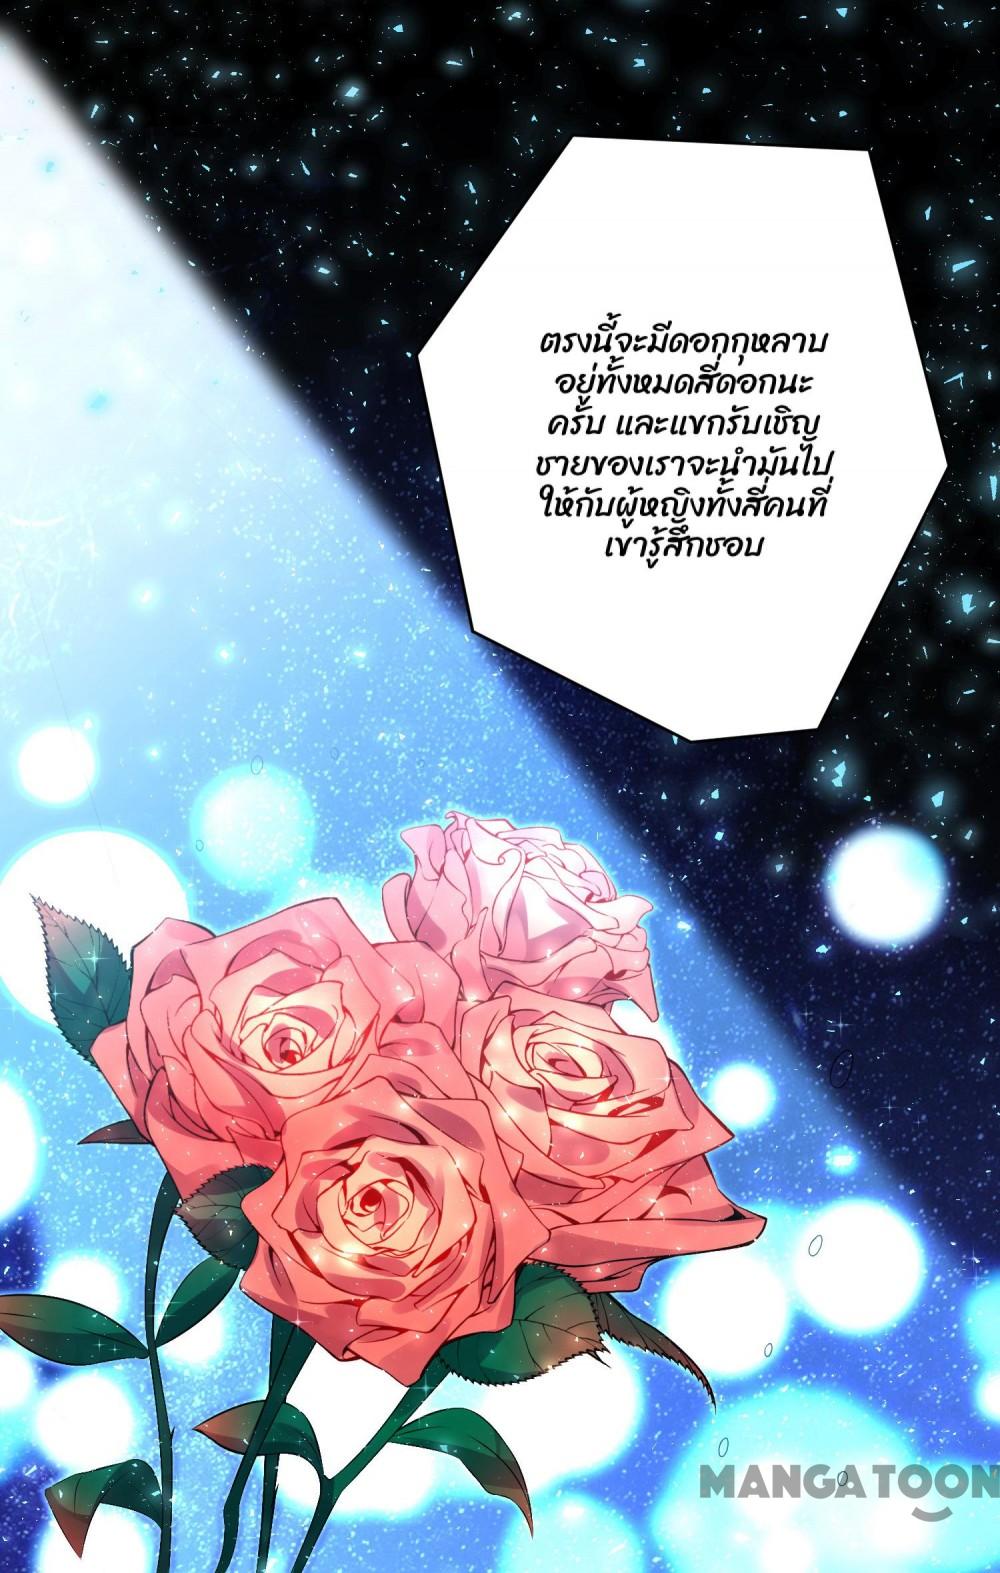 ตรงนี้จะมีดอกกุหลาบ
อยู่ทั้งหมดสี่ดอกนะ
ครับ และแขกรับเชิญ
ชายของเราจะนำมันไป
ให้กับผู้หญิงทั้งสี่คนที่
เขารู้สึกชอบ
MANGA TOON